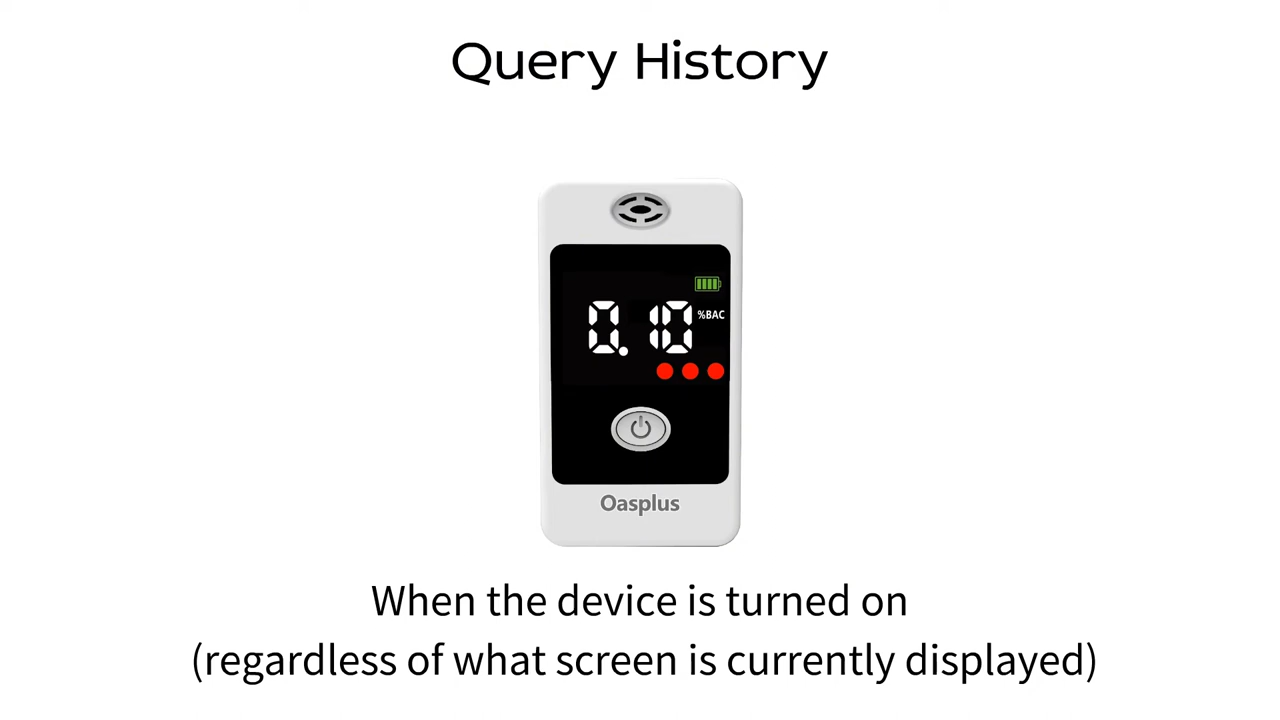 Query History
0.10
%BAC
Oasplus
When the device is turned on
(regardless of what screen is currently displayed)